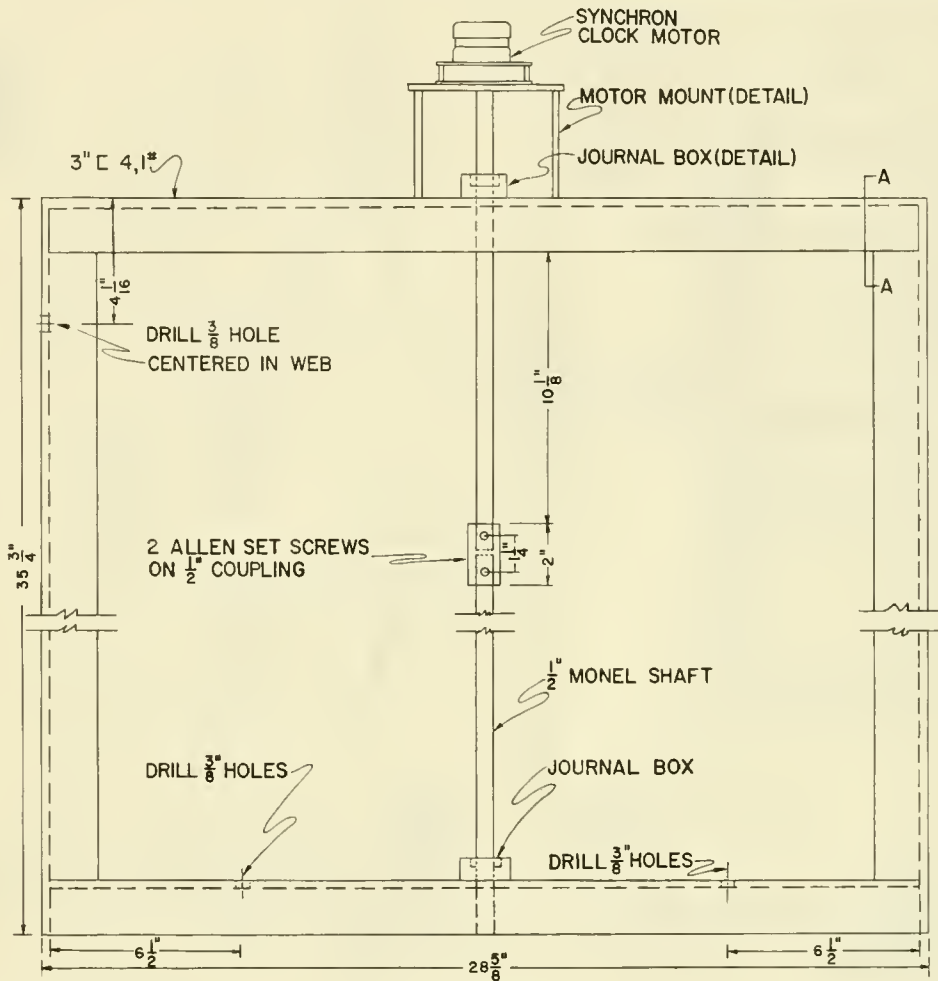 SYNCHRON
CLOCK MOTOR
MOTOR MOUNT (DETAIL)
JOURNAL BOX (DETAIL)
3" ⊏ 4,1#
A
A
4 1/16"
DRILL 3/8 HOLE
CENTERED IN WEB
10 1/8"
35 3/4"
2 ALLEN SET SCREWS
ON 1/2" COUPLING
1 1/4"
2"
1/2" MONEL SHAFT
DRILL 3/8" HOLES
JOURNAL BOX
DRILL 3/8" HOLES
6 1/2"
6 1/2"
28 5/8"